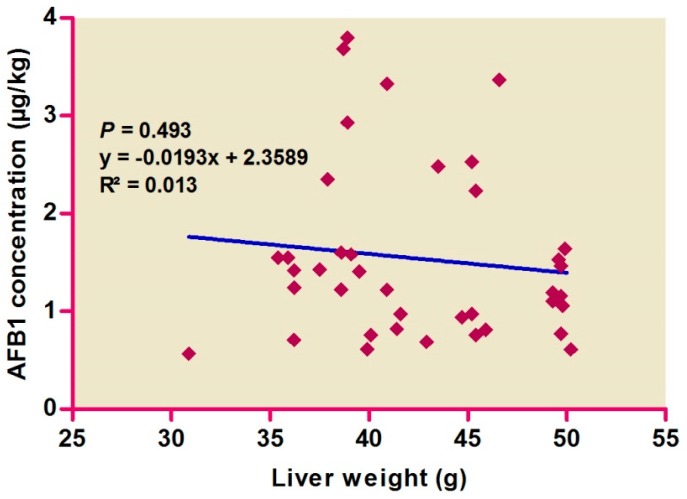 4
3
2
1
0
AFB1 concentration (µg/kg)
P = 0.493
y = -0.0193x + 2.3589
R² = 0.013
25 30 35 40 45 50 55
Liver weight (g)